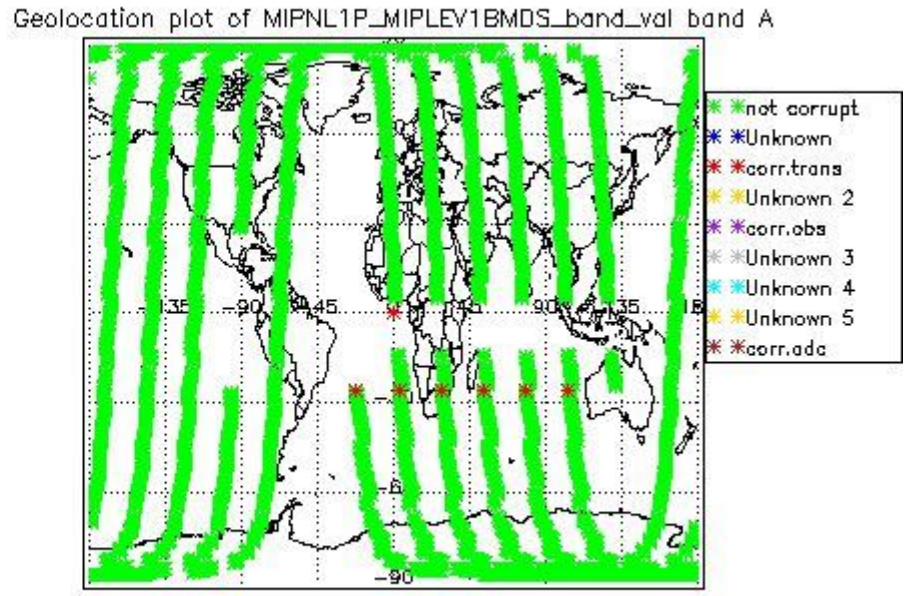 Geolocation plot of MIPNL1P_MIPLEV1BMDS_band_val band A
not corrupt
Unknown
corr.trans
Unknown 2
corr.obs
Unknown 3
Unknown 4
Unknown 5
corr.adc
-135 -90 -45 45 90 135
-90